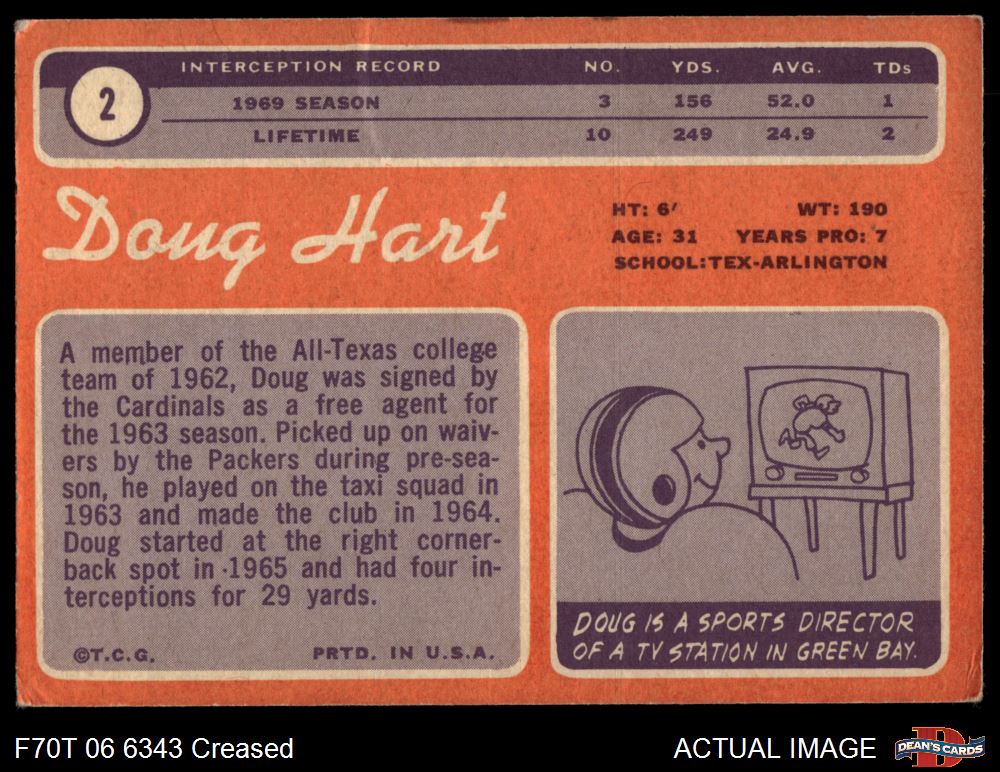 2
INTERCEPTION RECORD NO. YDS. AVG. TDs
1969 SEASON 3 156 52.0 1
LIFETIME 10 249 24.9 2
Doug Hart
HT: 6' WT: 190
AGE: 31 YEARS PRO: 7
SCHOOL: TEX-ARLINGTON
A member of the All-Texas college
team of 1962, Doug was signed by
the Cardinals as a free agent for
the 1963 season. Picked up on waiv-
ers by the Packers during pre-sea-
son, he played on the taxi squad in
1963 and made the club in 1964.
Doug started at the right corner-
back spot in 1965 and had four in-
terceptions for 29 yards.
©T.C.G. PRTD. IN U.S.A.
DOUG IS A SPORTS DIRECTOR
OF A TV STATION IN GREEN BAY.
F70T 06 6343 Creased
ACTUAL IMAGE
D
DEAN'S CARDS